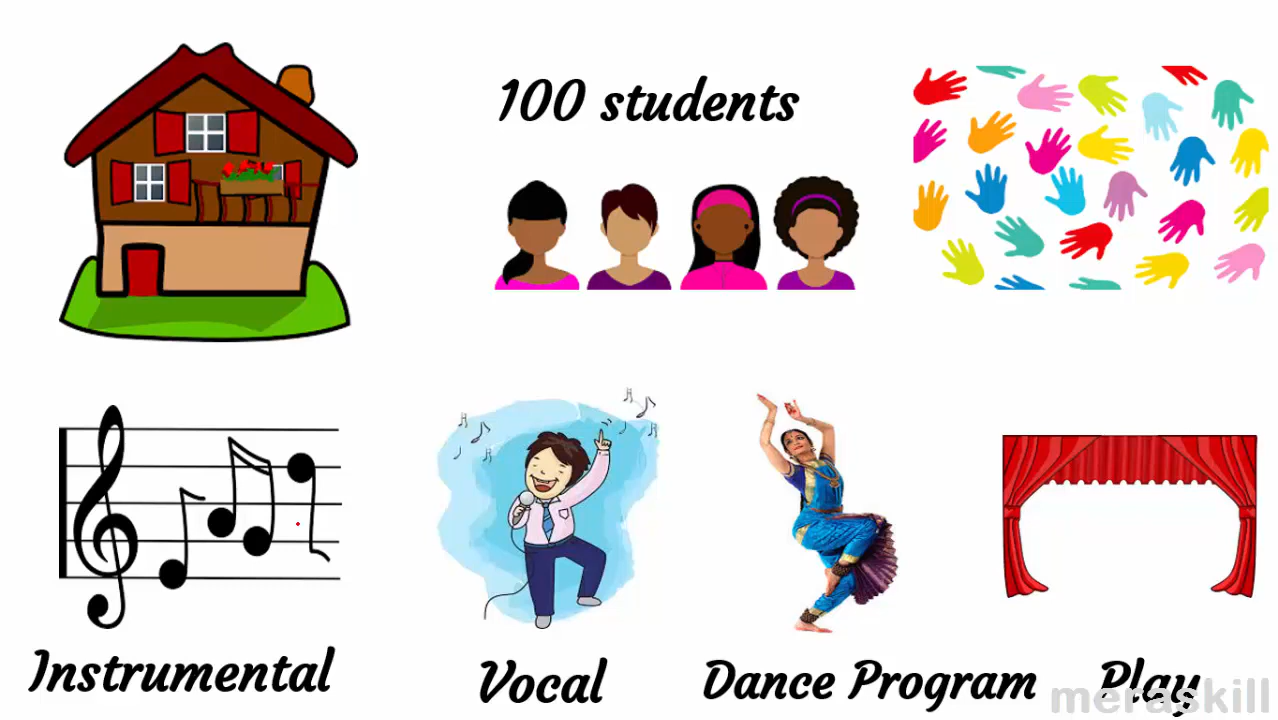 100 students
Instrumental
Vocal
Dance Program
Play
meraskill